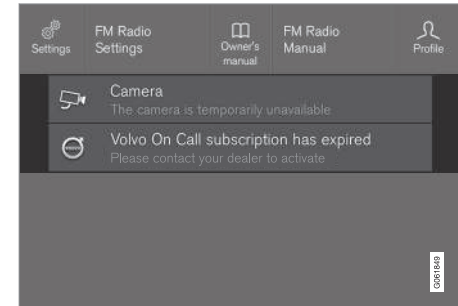 Settings
FM Radio
Settings
Owner's
manual
FM Radio
Manual
Profile
Camera
The camera is temporarily unavailable
Volvo On Call subscription has expired
Please contact your dealer to activate
G061849